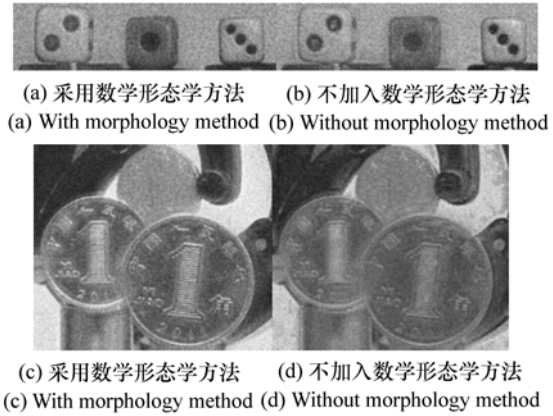 (a) 采用数学形态学方法
(b) 不加入数学形态学方法
(a) With morphology method
(b) Without morphology method
(c) 采用数学形态学方法
(d) 不加入数学形态学方法
(c) With morphology method
(d) Without morphology method